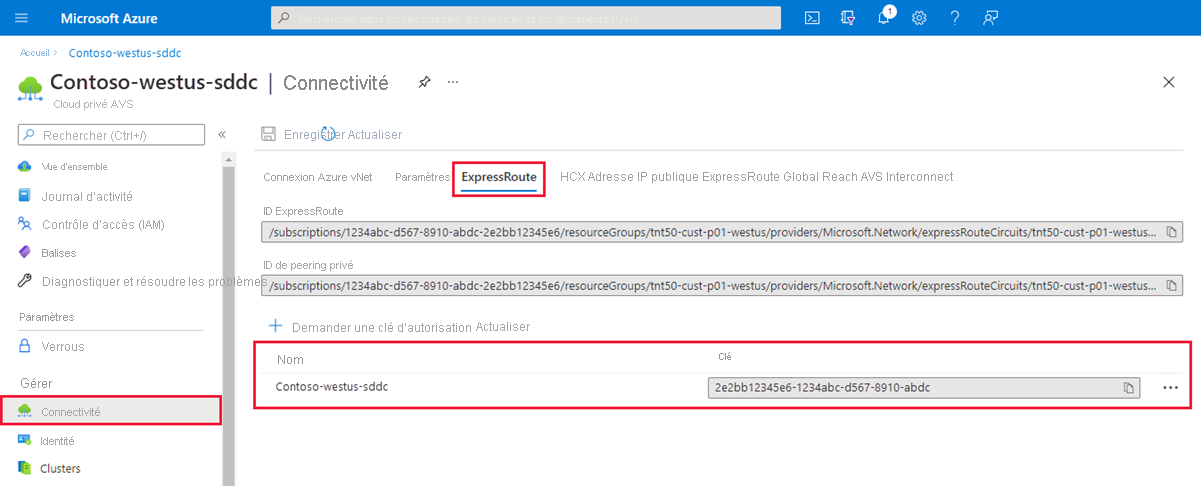 Microsoft Azure
Rechercher dans les ressources, les services et les documents (G+/)
1
Accueil > Contoso-westus-sddc
Contoso-westus-sddc | Connectivité
Cloud privé AVS
Rechercher (Ctrl+/)
«
Enregistrer Actualiser
Vue d'ensemble
Journal d'activité
Contrôle d'accès (IAM)
Balises
Diagnostiquer et résoudre les problèmes
Paramètres
Verrous
Gérer
Connectivité
Identité
Clusters
Connexion Azure vNet Paramètres ExpressRoute HCX Adresse IP publique ExpressRoute Global Reach AVS Interconnect
ID ExpressRoute
/subscriptions/1234abc-d567-8910-abdc-2e2bb12345e6/resourceGroups/tnt50-cust-p01-westus/providers/Microsoft.Network/expressRouteCircuits/tnt50-cust-p01-westus...
ID de peering privé
/subscriptions/1234abc-d567-8910-abdc-2e2bb12345e6/resourceGroups/tnt50-cust-p01-westus/providers/Microsoft.Network/expressRouteCircuits/tnt50-cust-p01-westus...
Demander une clé d'autorisation Actualiser
Nom Clé
Contoso-westus-sddc 2e2bb12345e6-1234abc-d567-8910-abdc